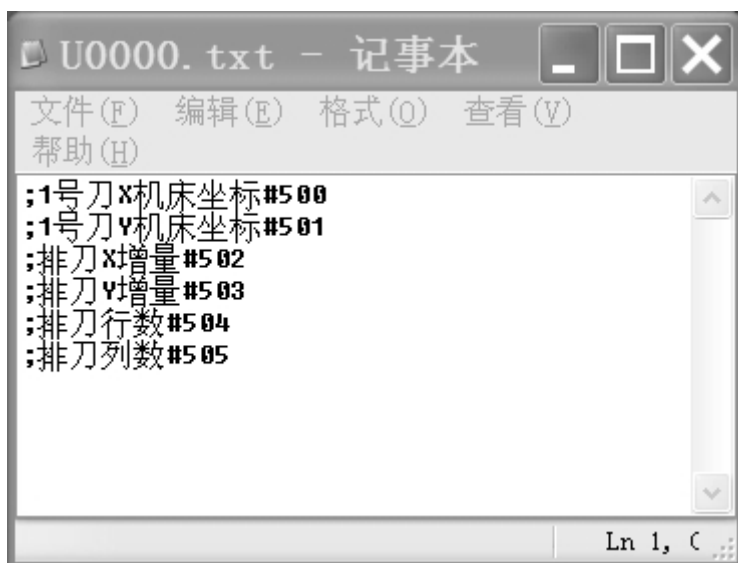 U0000.txt - 记事本
文件(F) 编辑(E) 格式(O) 查看(V)
帮助(H)
;1号刀X机床坐标#500
;1号刀Y机床坐标#501
;排刀X增量#502
;排刀Y增量#503
;排刀行数#504
;排刀列数#505
Ln 1,